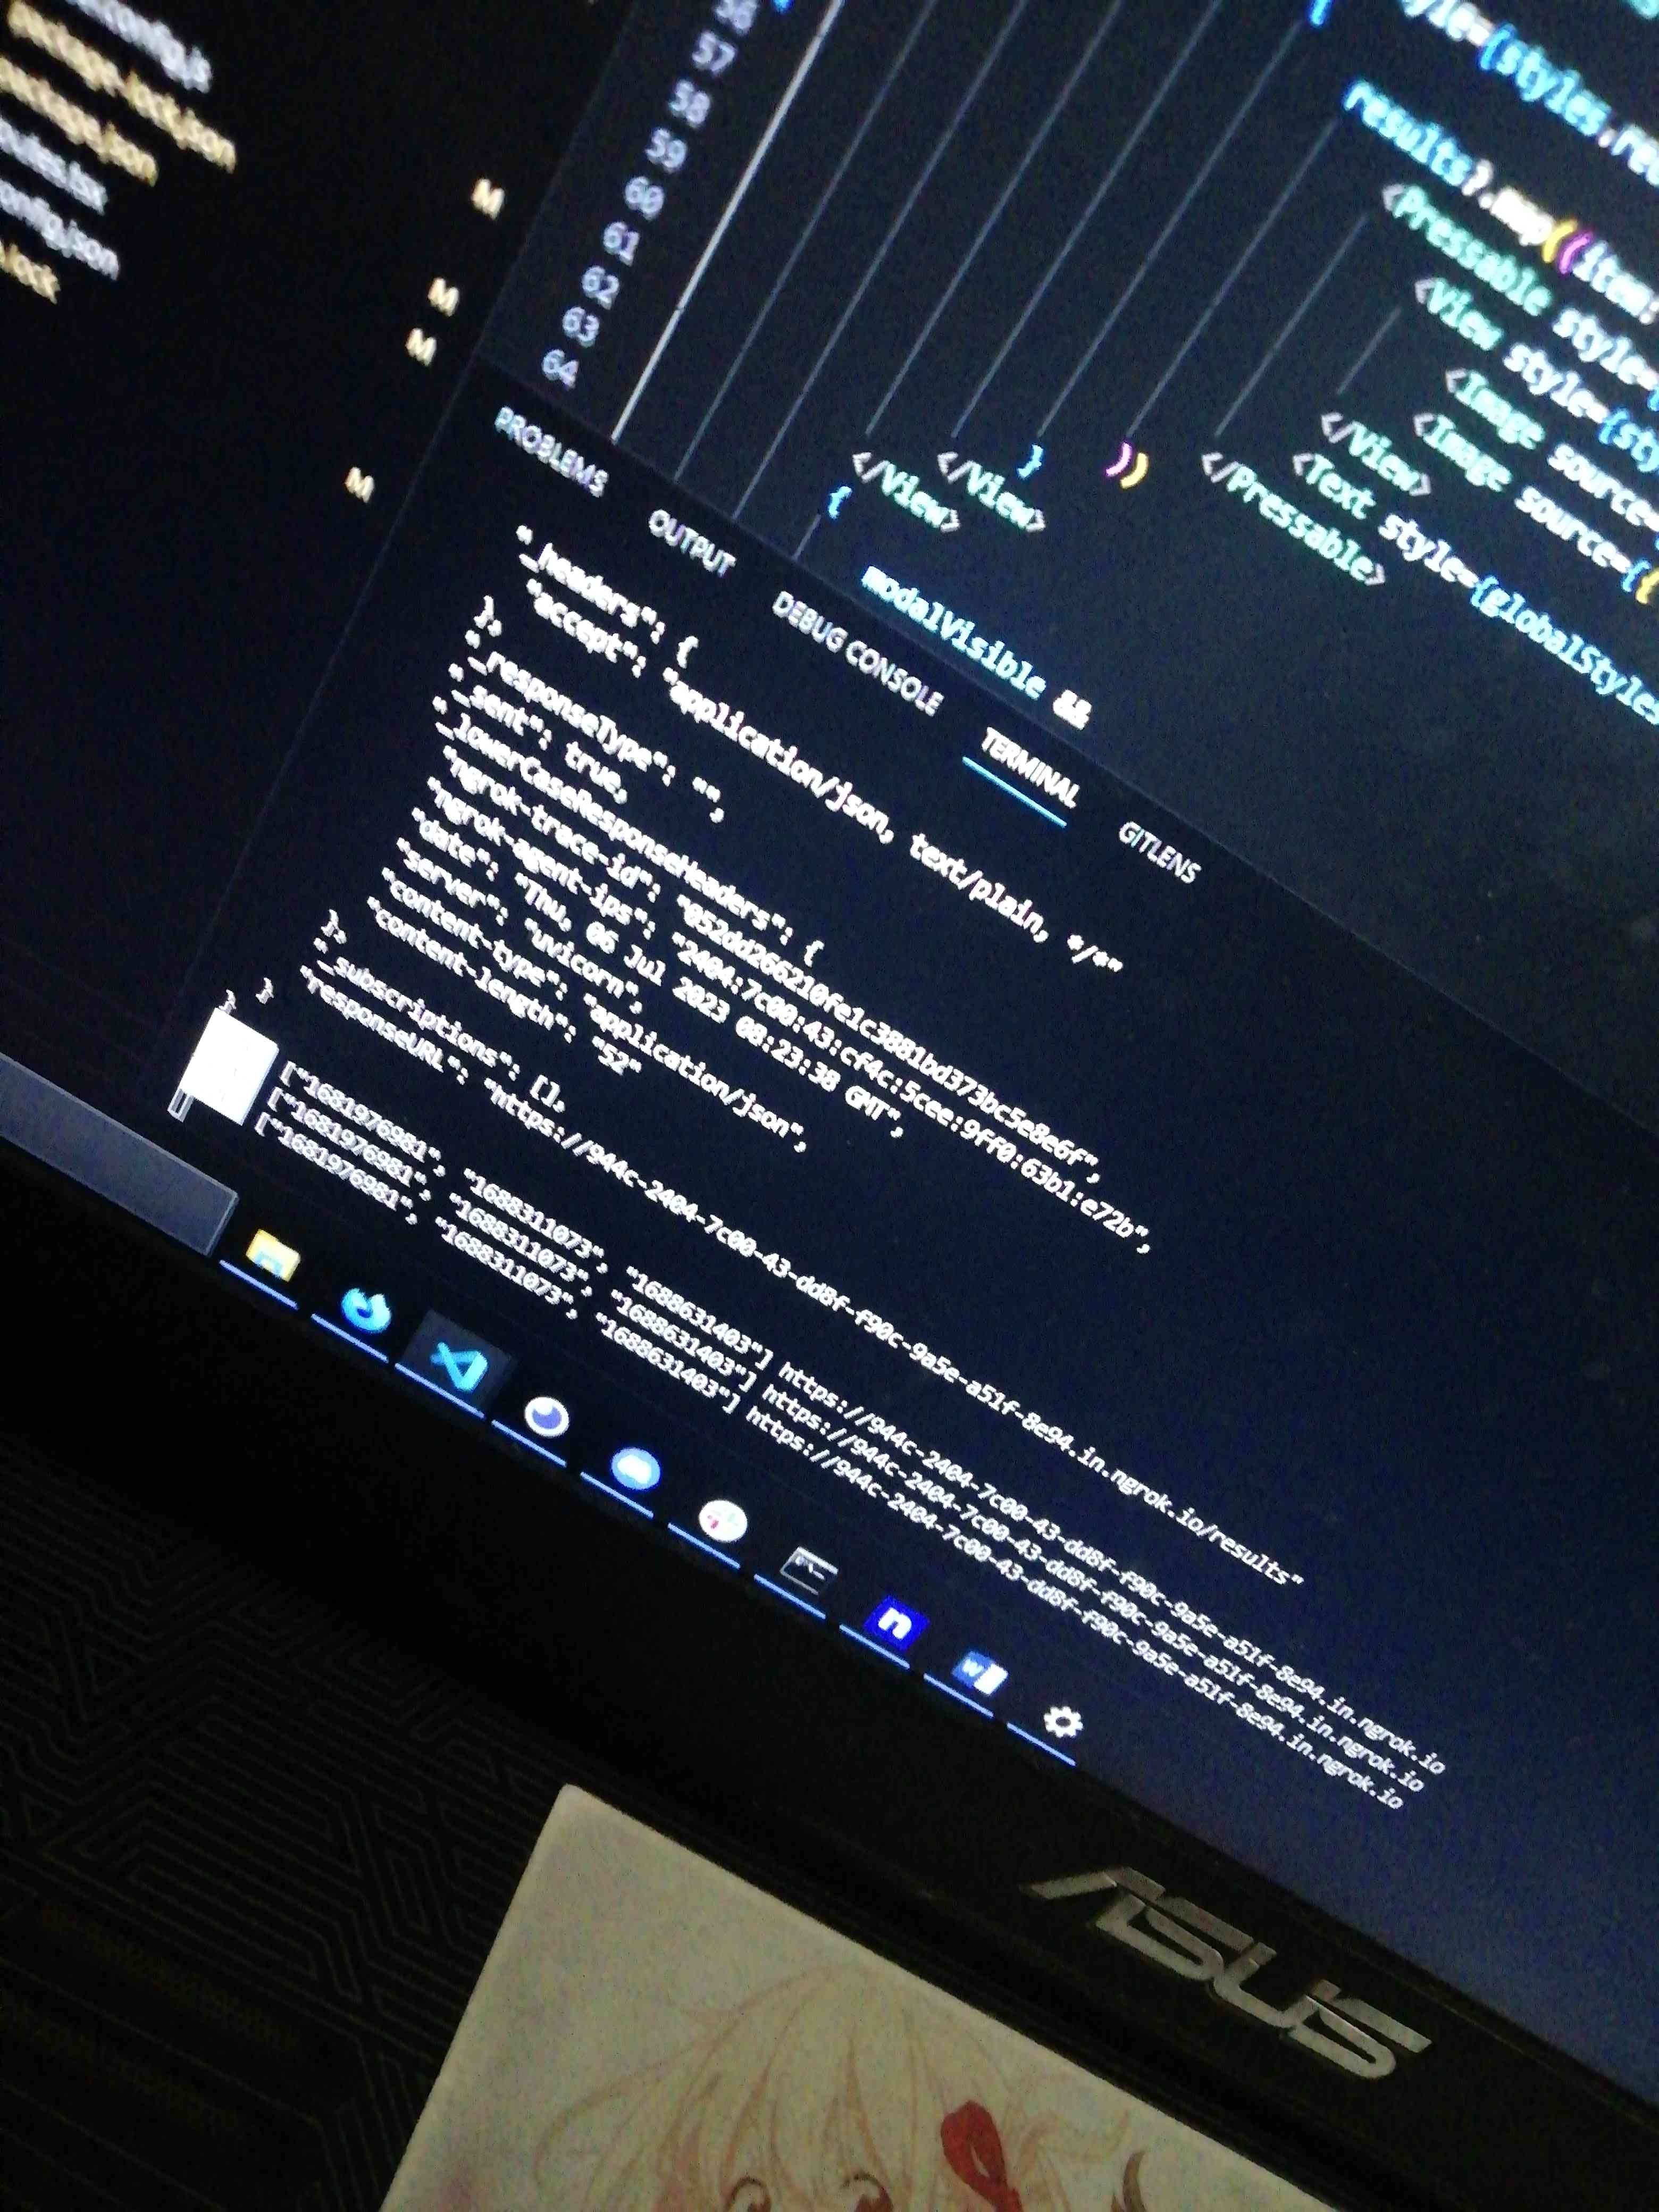 package-lock.json
M
M
M
M
56
57
58
59
60
61
62
63
64
style={styles.
results?.map((item:
<Pressable style=
<View style={
<Image source=
<Image source={{
</View>
<Text style={globalStyles
</Pressable>
))
}
</View>
</View>
{
modalVisible &&
PROBLEMS OUTPUT DEBUG CONSOLE TERMINAL GITLENS
"_headers": {
"accept": "application/json, text/plain, */*"
},
"_responseType": "",
"_sent": true,
"_lowerCaseResponseHeaders": {
"ngrok-trace-id": "052dd266210fe1c3881bd373bc5e8e6f",
"ngrok-agent-ips": "2404:7c00:43:cf4c:5cee:9ff0:63b1:e72b",
"date": "Thu, 06 Jul 2023 08:23:38 GMT",
"server": "uvicorn",
"content-type": "application/json",
"content-length": "52"
},
"_subscriptions": [],
"responseURL": "https://944c-2404-7c00-43-dd8f-f90c-9a5e-a51f-8e94.in.ngrok.io/results"
}
}
["1681976981", "1688311073", "1688631403"] https://944c-2404-7c00-43-dd8f-f90c-9a5e-a51f-8e94.in.ngrok.io
["1681976981", "1688311073", "1688631403"] https://944c-2404-7c00-43-dd8f-f90c-9a5e-a51f-8e94.in.ngrok.io
["1681976981", "1688311073", "1688631403"] https://944c-2404-7c00-43-dd8f-f90c-9a5e-a51f-8e94.in.ngrok.io
n
W
ASUS